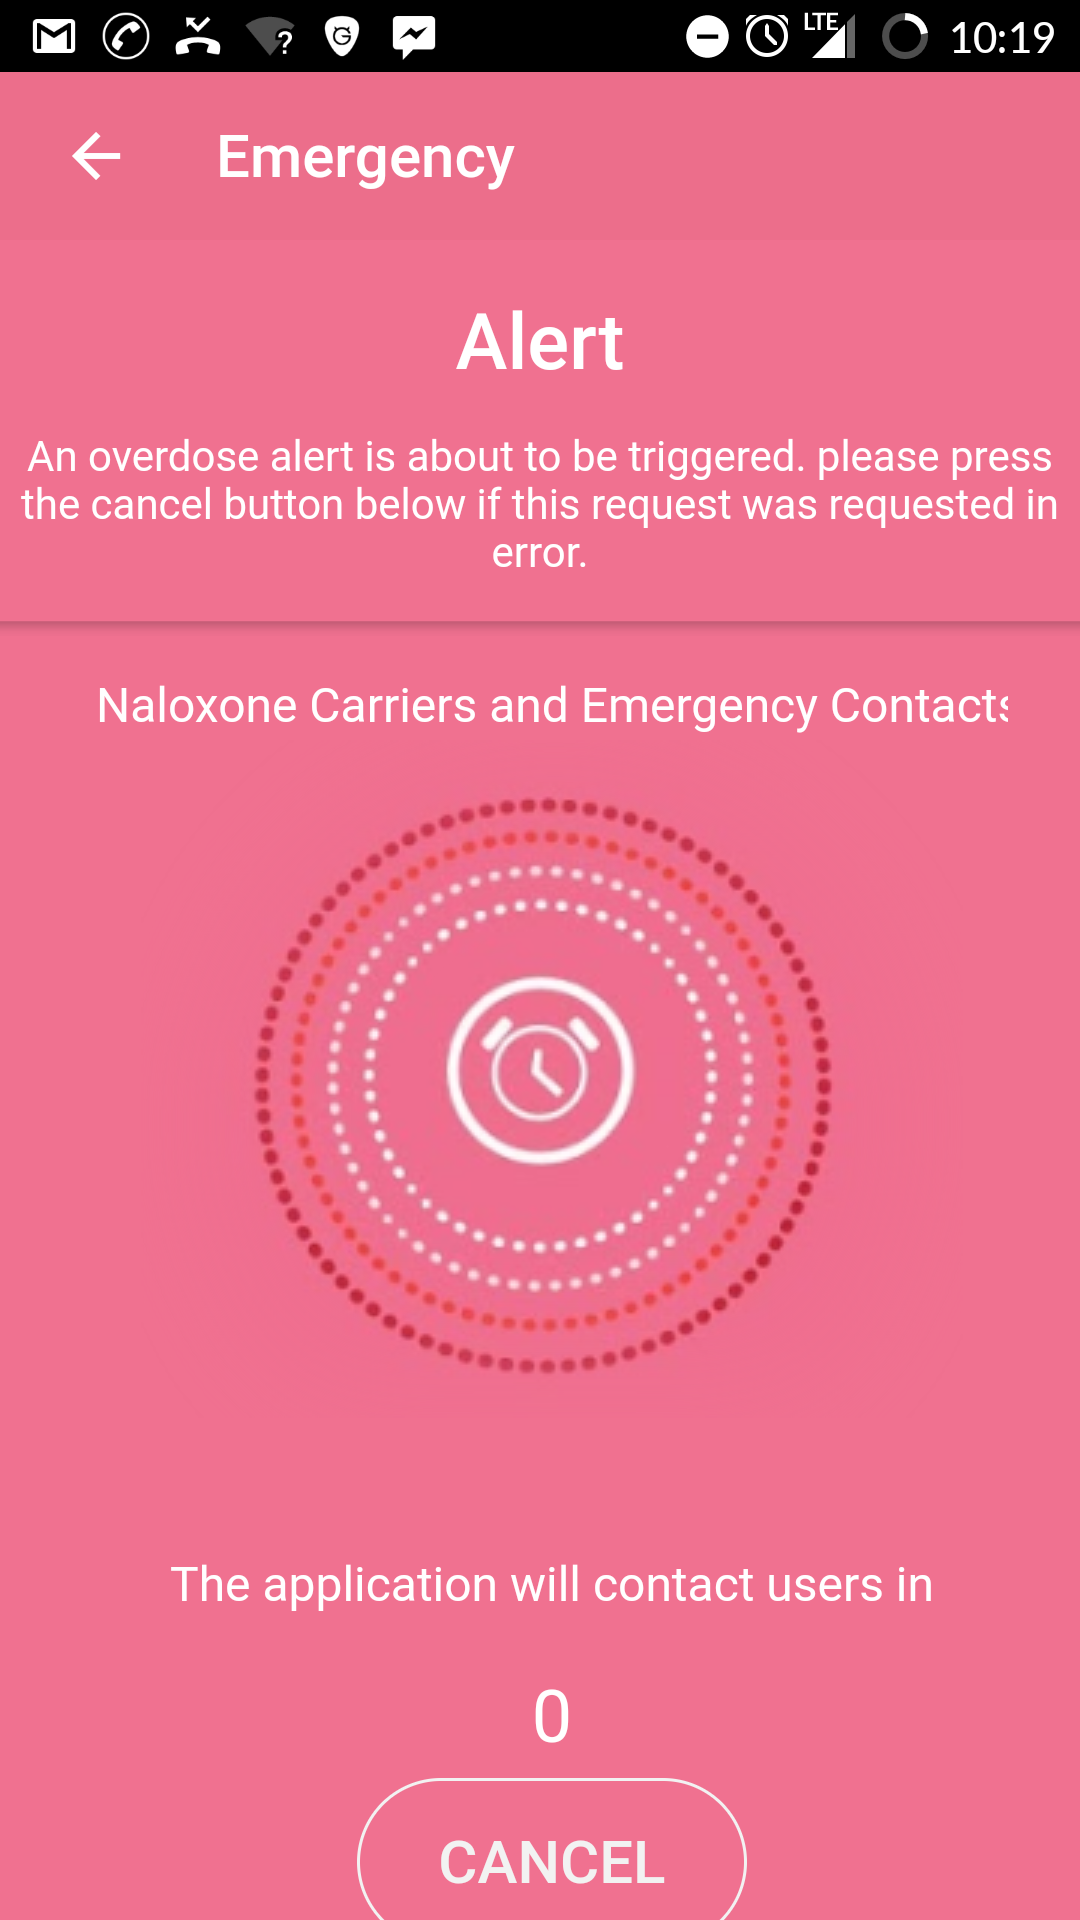 LTE 10:19
Emergency
Alert
An overdose alert is about to be triggered. please press
the cancel button below if this request was requested in
error.
Naloxone Carriers and Emergency Contacts
The application will contact users in
0
CANCEL